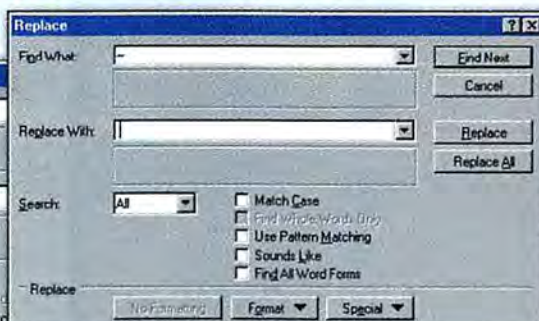 Replace
Find What: –
Find Next
Cancel
Replace With:
Replace
Replace All
Search: All
Match Case
Find Whole Words Only
Use Pattern Matching
Sounds Like
Find All Word Forms
Replace
No Formatting
Format
Special